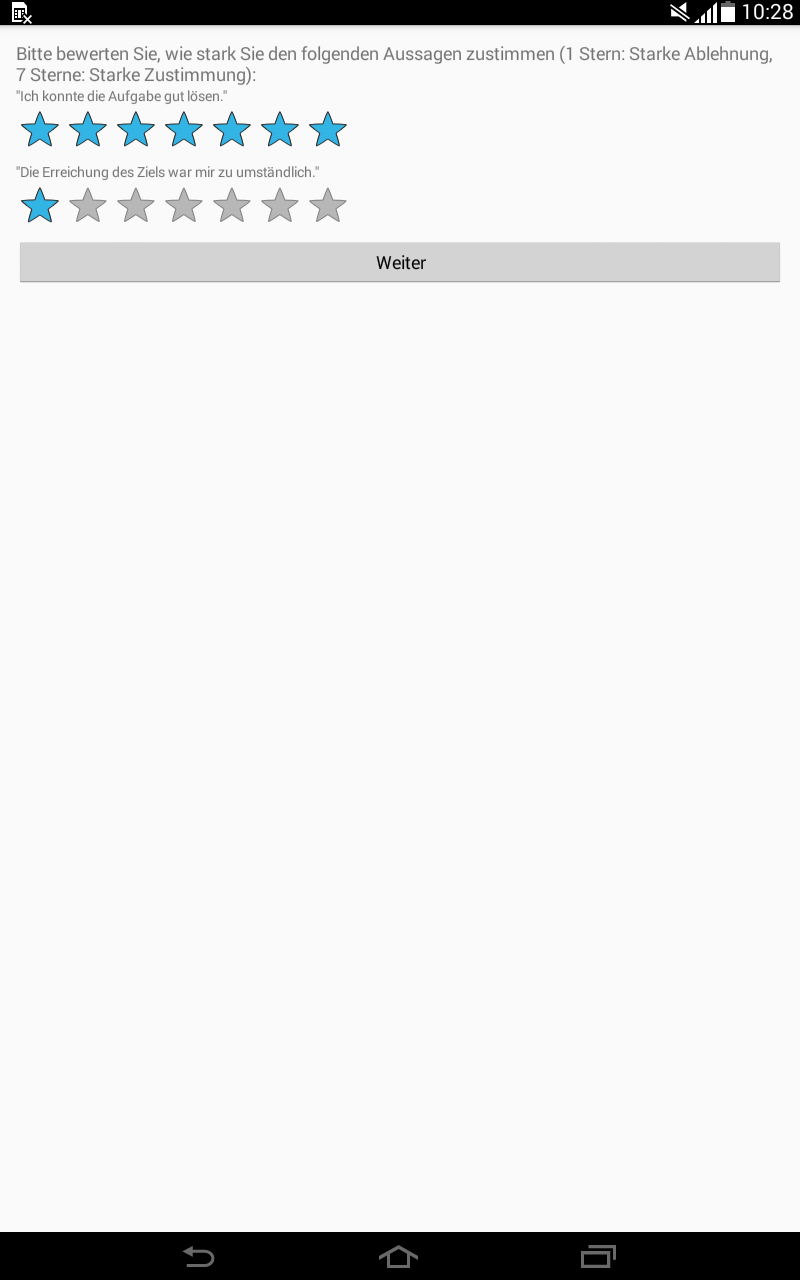 10:28
Bitte bewerten Sie, wie stark Sie den folgenden Aussagen zustimmen (1 Stern: Starke Ablehnung,
7 Sterne: Starke Zustimmung):
"Ich konnte die Aufgabe gut lösen."
"Die Erreichung des Ziels war mir zu umständlich."
Weiter